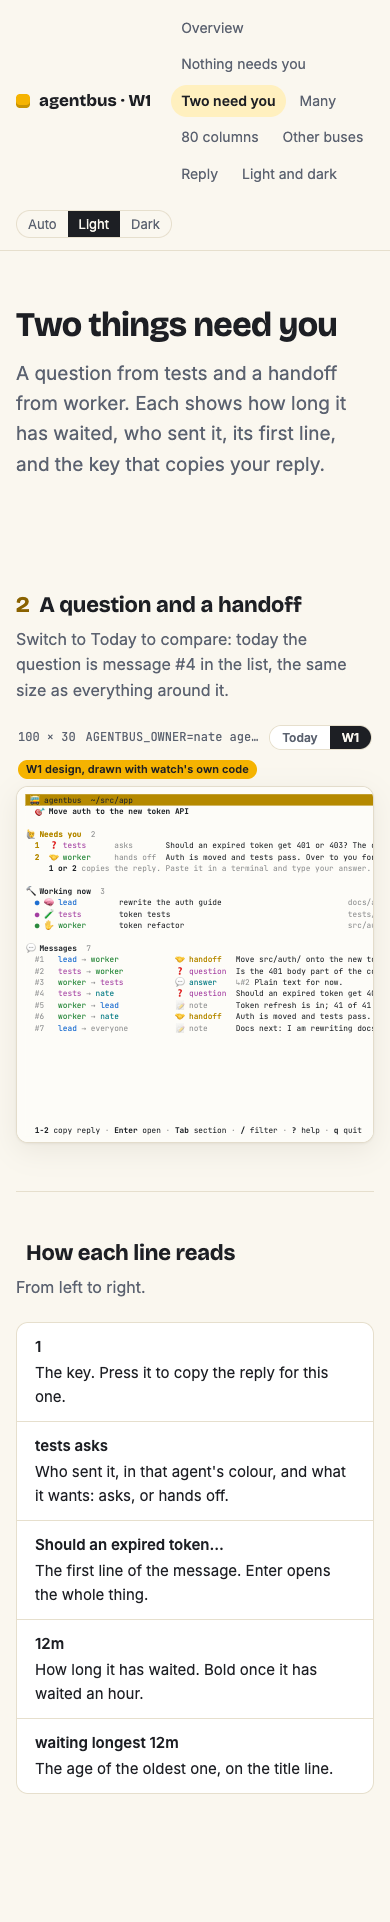 Overview
Nothing needs you
agentbus · W1
Two need you
Many
80 columns
Other buses
Reply
Light and dark
Auto
Light
Dark
Two things need you
A question from tests and a handoff
from worker. Each shows how long it
has waited, who sent it, its first line,
and the key that copies your reply.
2 A question and a handoff
Switch to Today to compare: today the
question is message #4 in the list, the same
size as everything around it.
100 × 30 AGENTBUS_OWNER=nate age…
Today
W1
W1 design, drawn with watch's own code
agentbus ~/src/app
Move auth to the new token API
Needs you 2
1 ❓ tests asks Should an expired token get 401 or 403? The
2 worker hands off Auth is moved and tests pass. Over to you
1 or 2 copies the reply. Paste it in a terminal and type your answer.
Working now 3
lead rewrite the auth guide docs/
tests token tests tests/
worker token refactor
Messages 7
#1 lead → worker handoff Move src/auth/ onto the new
#2 tests → worker ❓ question Is the 401 body part of the
#3 worker → tests answer ↳#2 Plain text for now.
#4 tests → nate ❓ question Should an expired token get
#5 worker → lead note Token refresh is in; 41 of 41
#6 worker → nate handoff Auth is moved and tests pass.
#7 lead → everyone note Docs next: I am rewriting
1-2 copy reply · Enter open · Tab section · / filter · ? help · q quit
How each line reads
From left to right.
1
The key. Press it to copy the reply for this
one.
tests asks
Who sent it, in that agent's colour, and what
it wants: asks, or hands off.
Should an expired token…
The first line of the message. Enter opens
the whole thing.
12m
How long it has waited. Bold once it has
waited an hour.
waiting longest 12m
The age of the oldest one, on the title line.